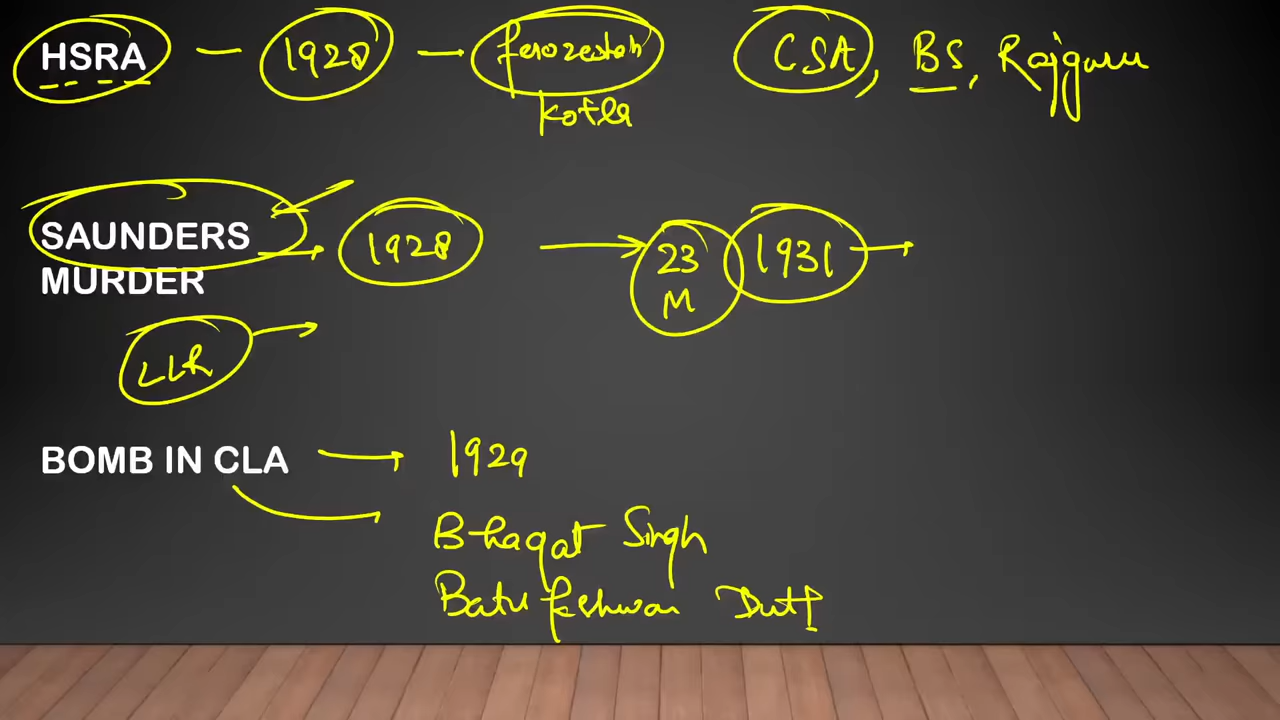 HSRA – 1928 – ferozeshah CSA, BS, Rajguru
kotla
SAUNDERS 1928 23 1931
MURDER M
LLR
BOMB IN CLA 1929
Bhagat Singh
Batukeshwar Dutt